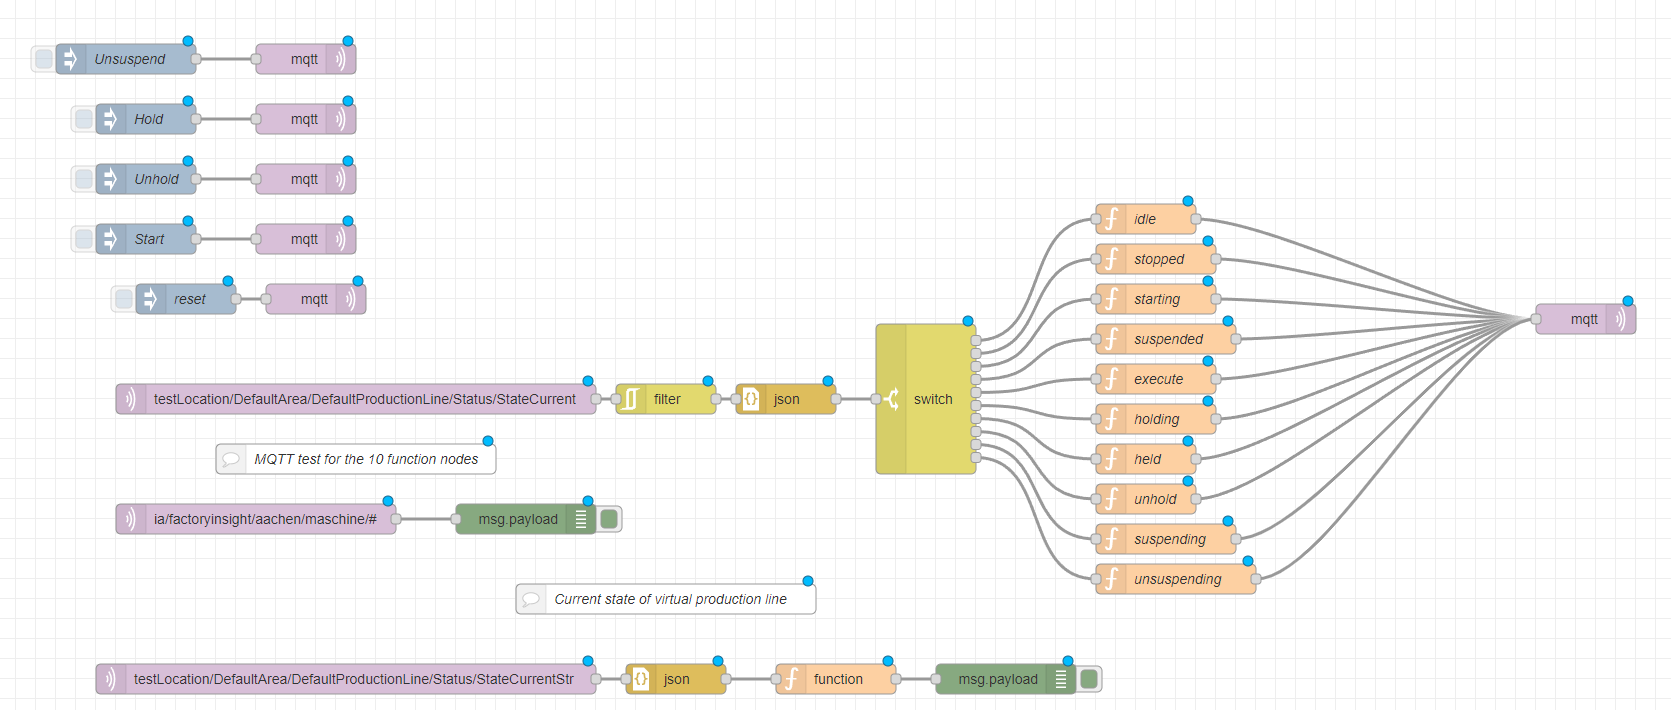 Unsuspend
mqtt
Hold
mqtt
Unhold
mqtt
Start
mqtt
reset
mqtt
idle
stopped
starting
suspended
execute
holding
held
unhold
suspending
unsuspending
mqtt
testLocation/DefaultArea/DefaultProductionLine/Status/StateCurrent
filter
json
switch
MQTT test for the 10 function nodes
ia/factoryinsight/aachen/maschine/#
msg.payload
Current state of virtual production line
testLocation/DefaultArea/DefaultProductionLine/Status/StateCurrentStr
json
function
msg.payload